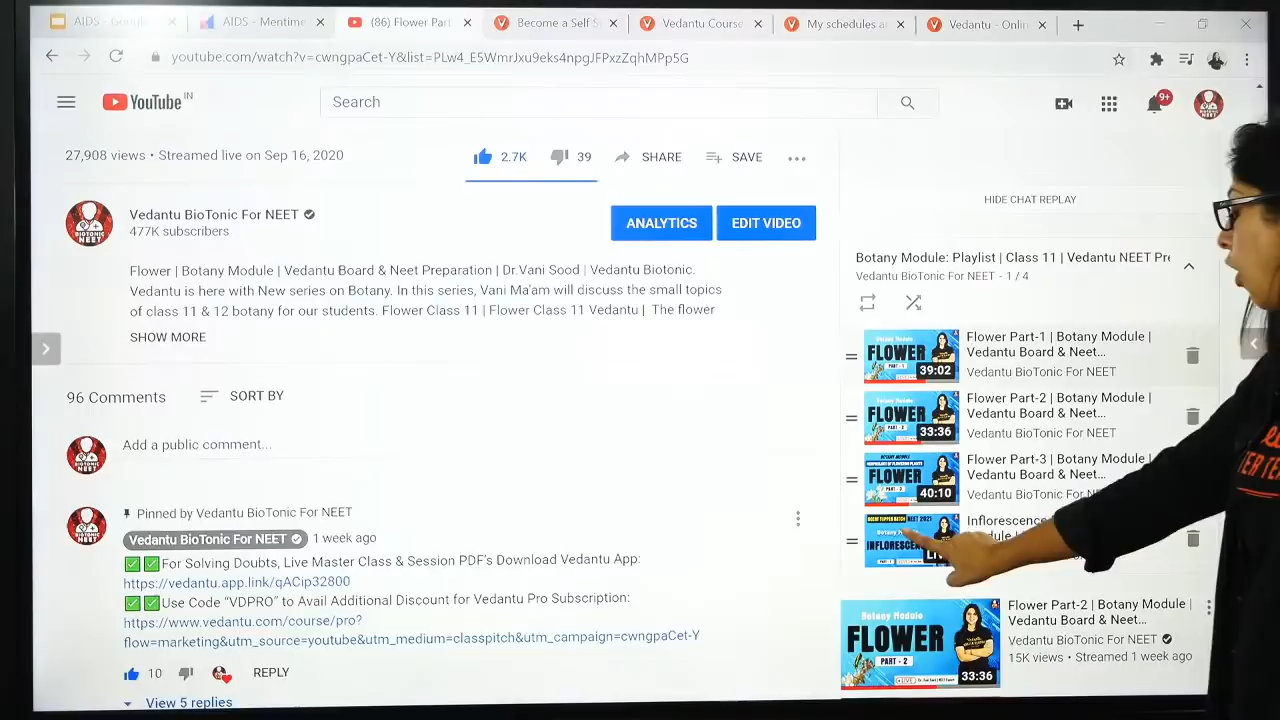 AIDS - Google
AIDS - Mentime
(86) Flower Part
Become a Self S
Vedantu Course
My schedules a
Vedantu - Onlin
youtube.com/watch?v=cwngpaCet-Y&list=PLw4_E5WmrJxu9eks4npgJFPxzZqhMPp5G
YouTube IN
Search
9+
27,908 views • Streamed live on Sep 16, 2020
2.7K
39
SHARE
SAVE
HIDE CHAT REPLAY
Vedantu BioTonic For NEET
477K subscribers
ANALYTICS
EDIT VIDEO
Flower | Botany Module | Vedantu Board & Neet Preparation | Dr.Vani Sood | Vedantu Biotonic.
Vedantu is here with New series on Botany. In this series, Vani Ma'am will discuss the small topics
of class 11 & 12 botany for our students. Flower Class 11 | Flower Class 11 Vedantu | The flower
SHOW MORE
96 Comments
SORT BY
Add a public comment...
Pinned by Vedantu BioTonic For NEET
Vedantu BioTonic For NEET
1 week ago
For Solving Doubts, Live Master Class & Session PDF's Download Vedantu App:
https://vedantu.app.link/qACip32800
Use Code "VDPRO" to Avail Additional Discount for Vedantu Pro Subscription:
https://www.vedantu.com/course/pro?
flow=marketing&utm_source=youtube&utm_medium=classpitch&utm_campaign=cwngpaCet-Y
10
REPLY
View 5 replies
Botany Module: Playlist | Class 11 | Vedantu NEET Pre
Vedantu BioTonic For NEET - 1 / 4
FLOWER
39:02
Flower Part-1 | Botany Module |
Vedantu Board & Neet...
Vedantu BioTonic For NEET
FLOWER
33:36
Flower Part-2 | Botany Module |
Vedantu Board & Neet...
Vedantu BioTonic For NEET
FLOWER
40:10
Flower Part-3 | Botany Module |
Vedantu Board & Neet...
Vedantu BioTonic For NEET
NEET 2021
INFLORESCE
Inflorescence
Botany Module
FLOWER
PART - 2
LIVE
33:36
Flower Part-2 | Botany Module |
Vedantu Board & Neet...
Vedantu BioTonic For NEET
15K views • Streamed 1 week ago